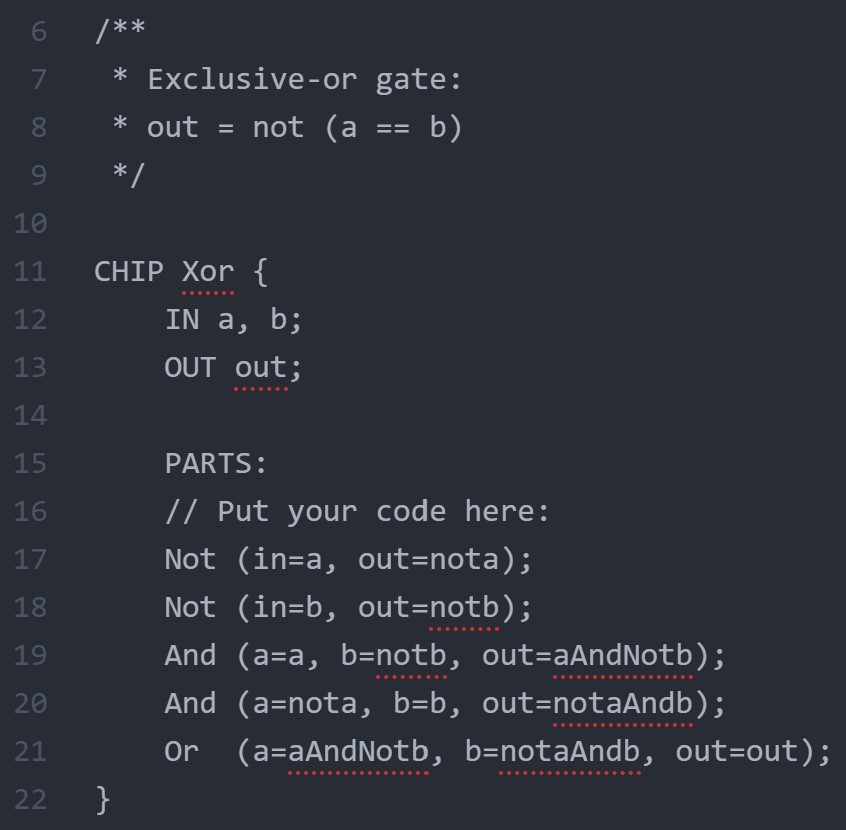 6 /**
7  * Exclusive-or gate:
8  * out = not (a == b)
9  */
10
11 CHIP Xor {
12     IN a, b;
13     OUT out;
14
15     PARTS:
16     // Put your code here:
17     Not (in=a, out=nota);
18     Not (in=b, out=notb);
19     And (a=a, b=notb, out=aAndNotb);
20     And (a=nota, b=b, out=notaAndb);
21     Or  (a=aAndNotb, b=notaAndb, out=out);
22 }